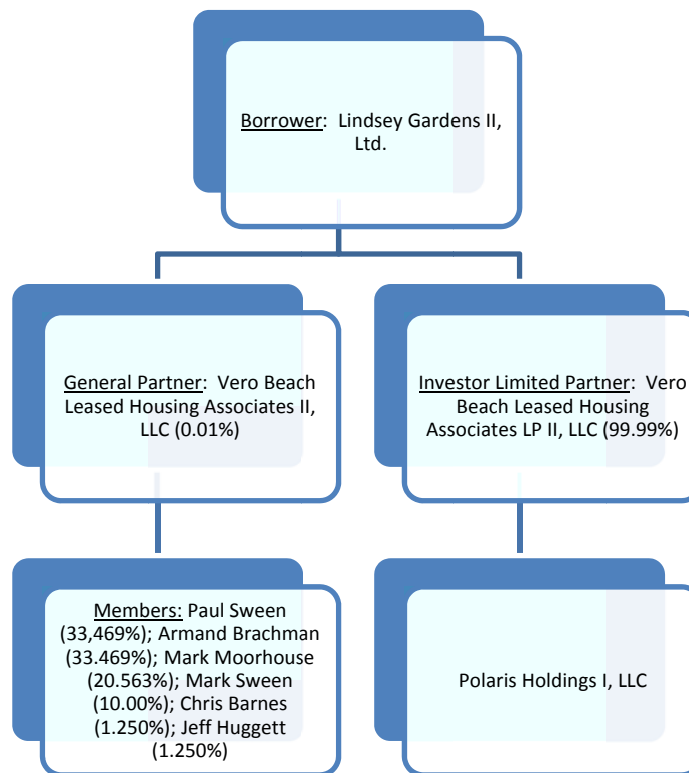 Borrower:  Lindsey Gardens II,
Ltd.
General Partner:  Vero Beach
Leased Housing Associates II,
LLC (0.01%)
Investor Limited Partner:  Vero
Beach Leased Housing
Associates LP II, LLC (99.99%)
Members: Paul Sween
(33,469%); Armand Brachman
(33.469%); Mark Moorhouse
(20.563%); Mark Sween
(10.00%); Chris Barnes
(1.250%); Jeff Huggett
(1.250%)
Polaris Holdings I, LLC